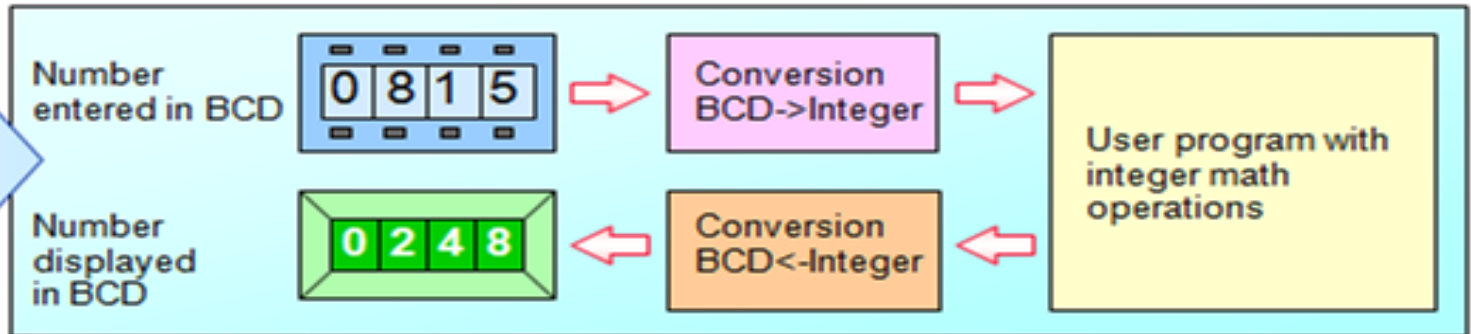 Number
entered in BCD
0 8 1 5
Conversion
BCD->Integer
User program with
integer math
operations
Number
displayed
in BCD
0 2 4 8
Conversion
BCD<-Integer